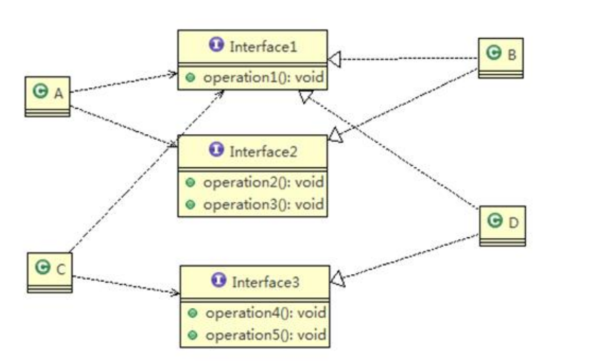 I Interface1
operation1(): void
C A
C B
I Interface2
operation2(): void
operation3(): void
C C
C D
I Interface3
operation4(): void
operation5(): void